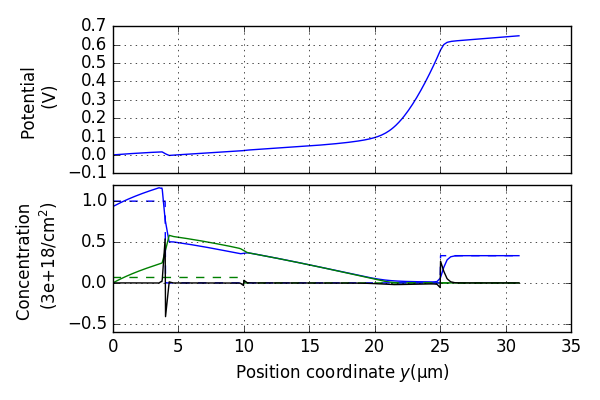 0.7
0.6
0.5
0.4
0.3
0.2
0.1
0.0
−0.1
Potential
(V)
1.0
0.5
0.0
−0.5
Concentration
(3e+18/cm²)
0 5 10 15 20 25 30 35
Position coordinate y(μm)